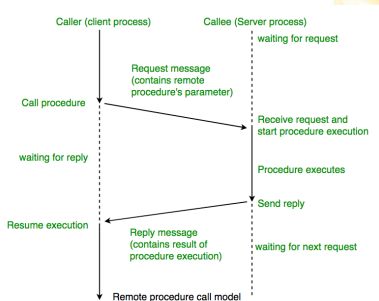 Caller (client process)
Callee (Server process)
waiting for request
Request message
(contains remote
procedure's parameter)
Call procedure
Receive request and
start procedure execution
waiting for reply
Procedure executes
Send reply
Resume execution
Reply message
(contains result of
procedure execution)
waiting for next request
Remote procedure call model